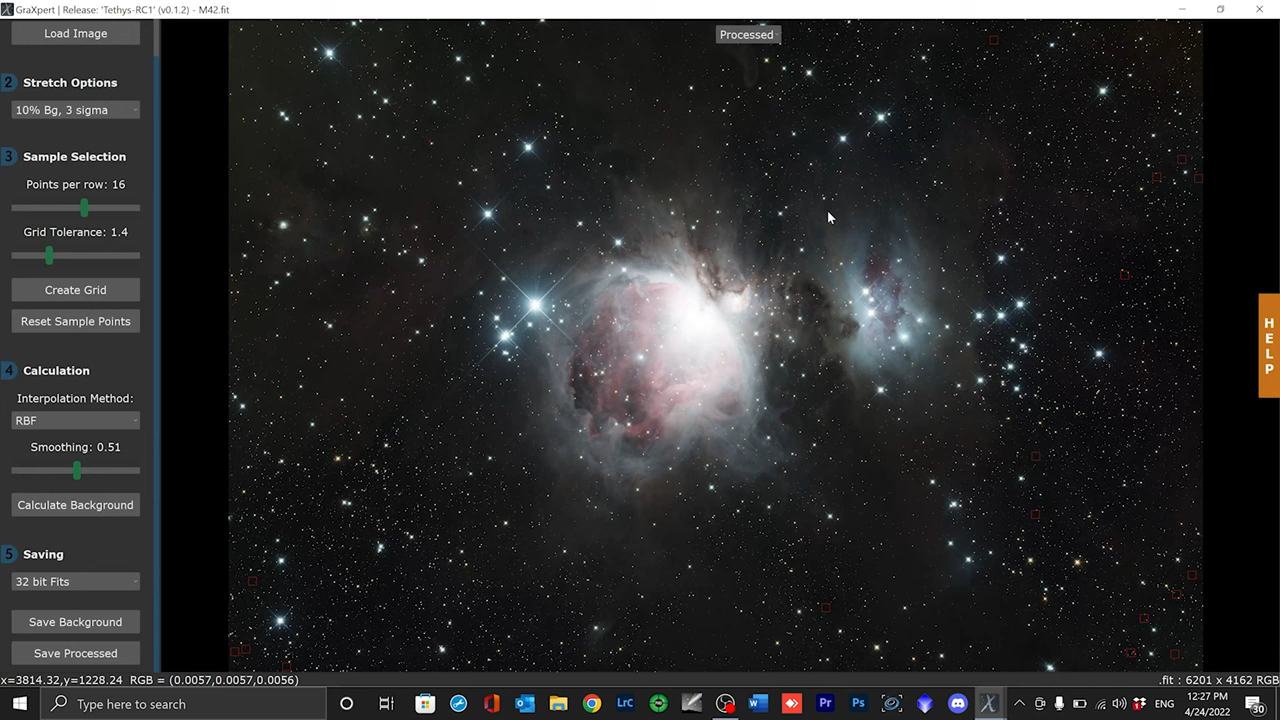 GraXpert | Release: 'Tethys-RC1' (v0.1.2) - M42.fit
Load Image
Processed
2 Stretch Options
10% Bg, 3 sigma
3 Sample Selection
Points per row: 16
Grid Tolerance: 1.4
Create Grid
Reset Sample Points
4 Calculation
Interpolation Method:
RBF
Smoothing: 0.51
Calculate Background
5 Saving
32 bit Fits
Save Background
Save Processed
HELP
x=3814.32,y=1228.24 RGB = (0.0057,0.0057,0.0056)
.fit : 6201 x 4162 RGB
Type here to search
LrC
Pr
Ps
ENG
12:27 PM
4/24/2022
30